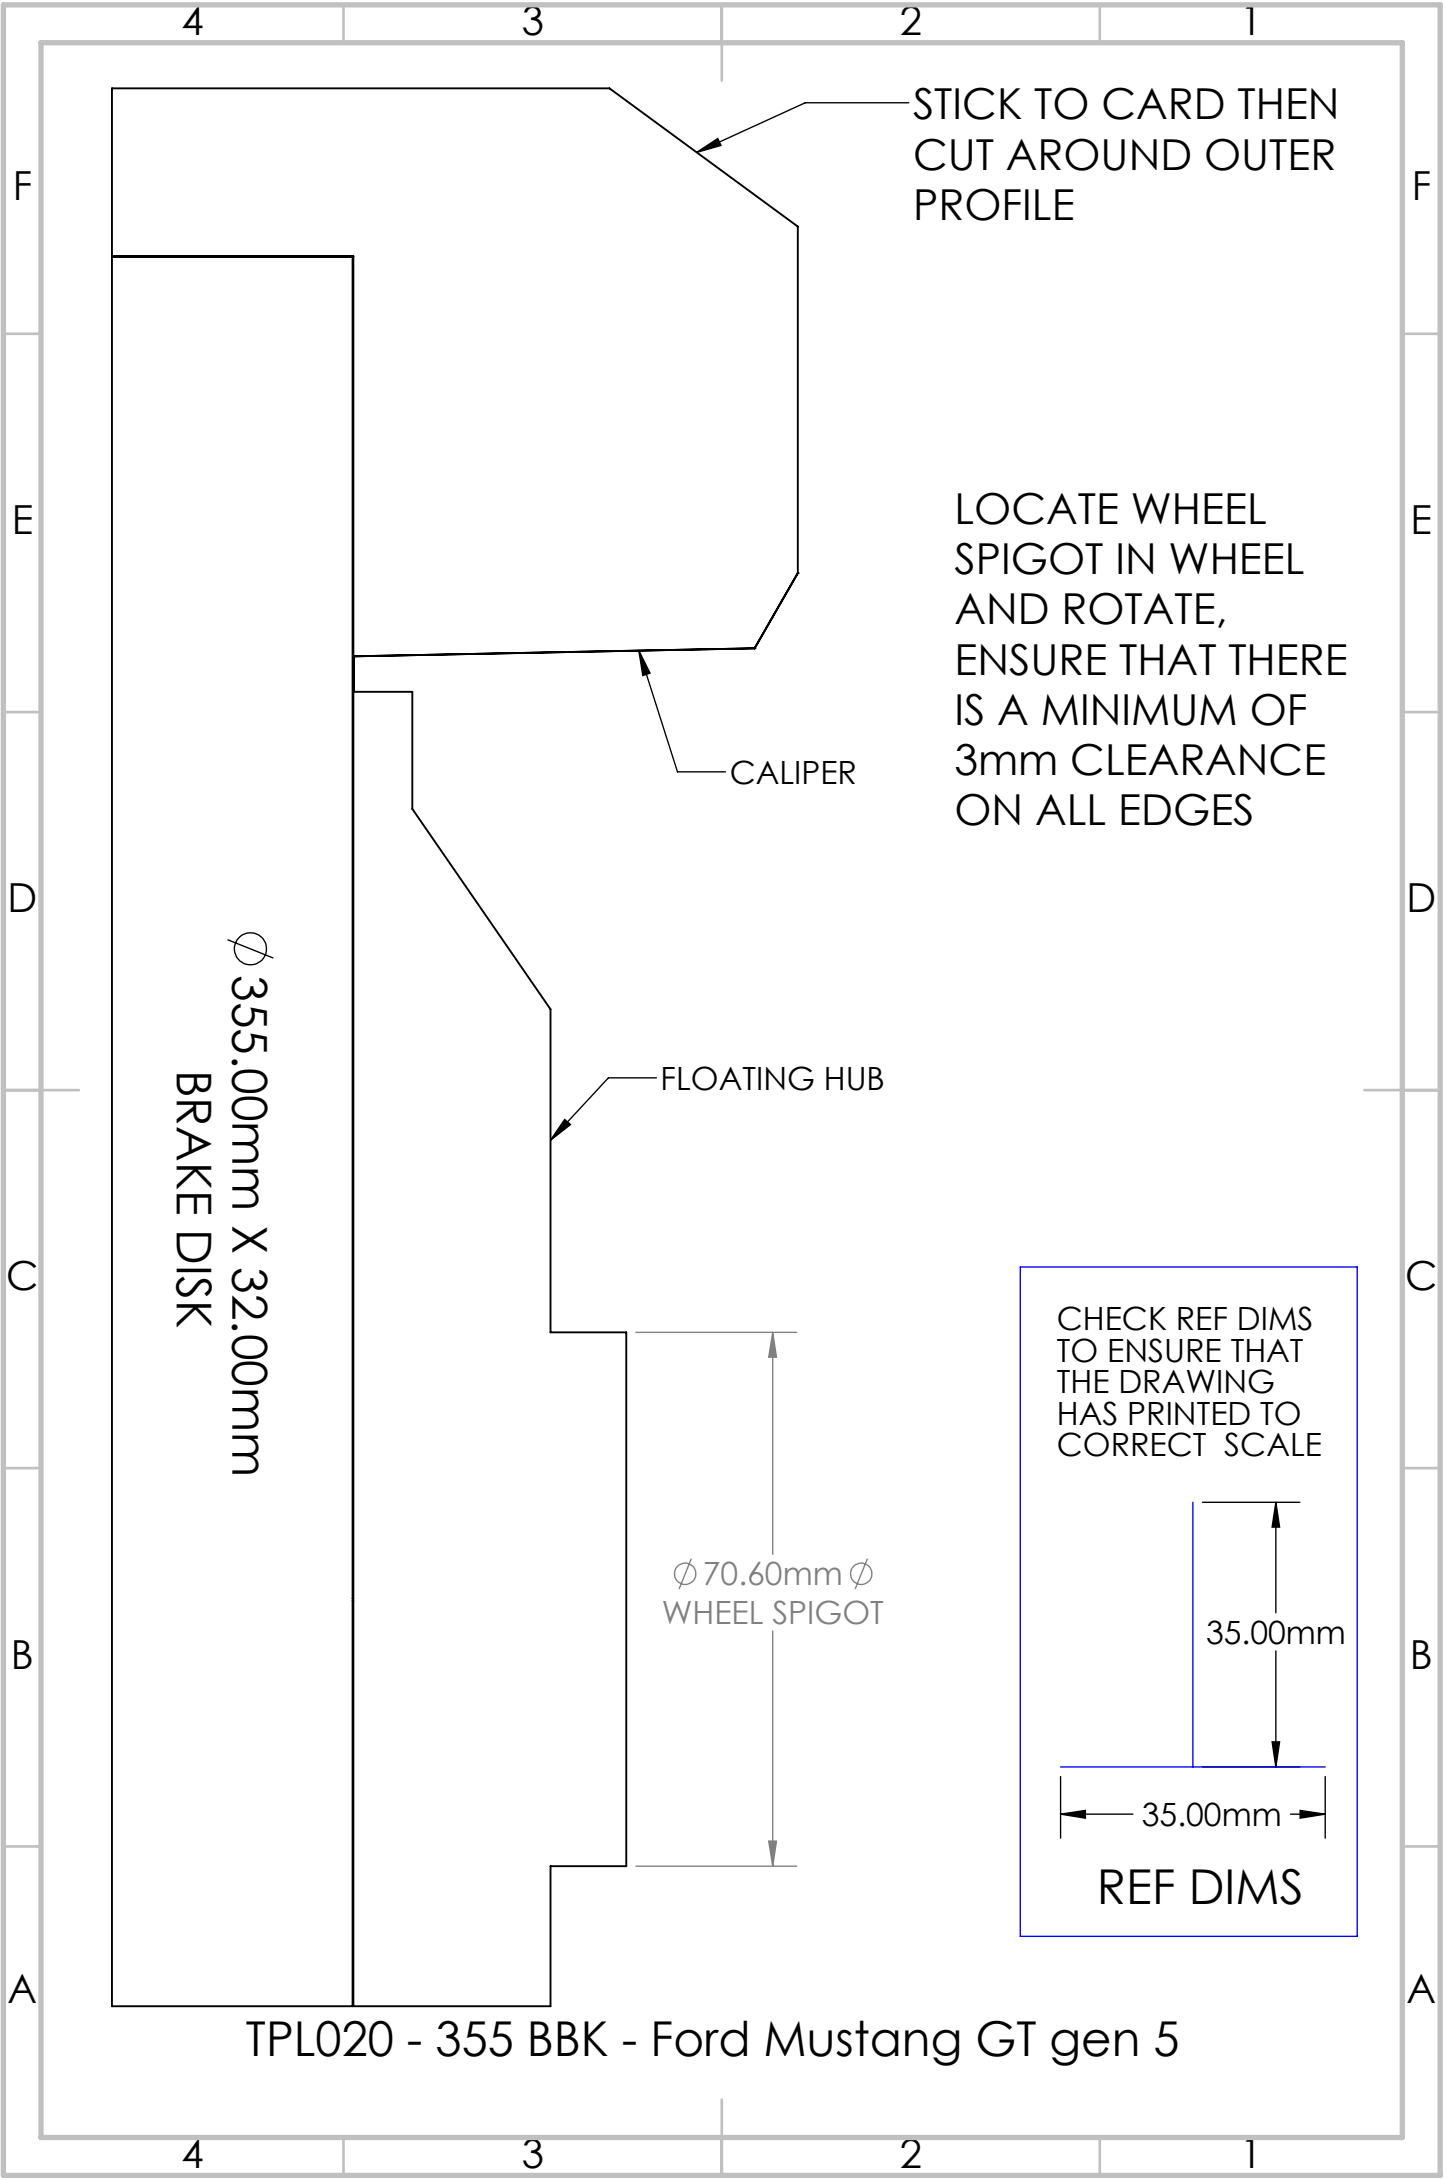 4 3 2 1
STICK TO CARD THEN
CUT AROUND OUTER
PROFILE
F F
LOCATE WHEEL
SPIGOT IN WHEEL
AND ROTATE,
ENSURE THAT THERE
IS A MINIMUM OF
3mm CLEARANCE
ON ALL EDGES
E E
CALIPER
D D
⌀355.00mm X 32.00mm
BRAKE DISK
FLOATING HUB
C C
CHECK REF DIMS
TO ENSURE THAT
THE DRAWING
HAS PRINTED TO
CORRECT SCALE
⌀70.60mm⌀
WHEEL SPIGOT
35.00mm
B B
35.00mm
REF DIMS
A A
TPL020 - 355 BBK - Ford Mustang GT gen 5
4 3 2 1